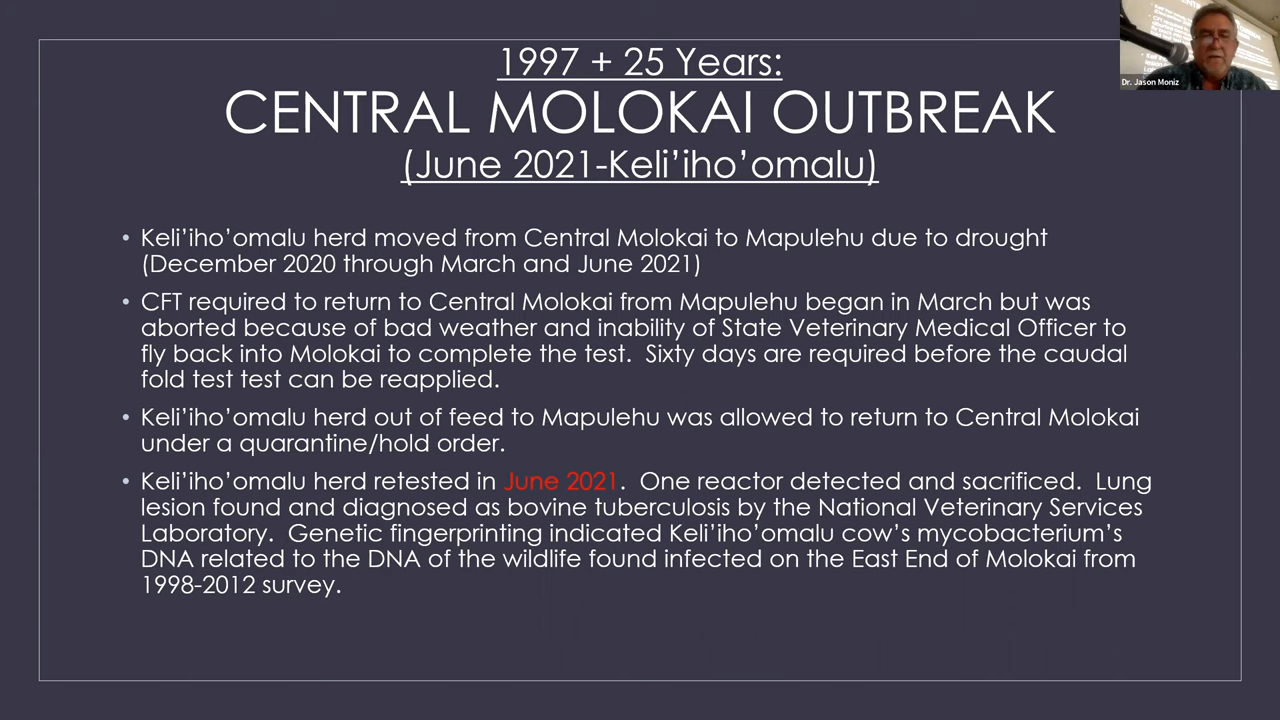 1997 + 25 Years:
CENTRAL MOLOKAI OUTBREAK
(June 2021-Keli'iho'omalu)
• Keli'iho'omalu herd moved from Central Molokai to Mapulehu due to drought
(December 2020 through March and June 2021)
• CFT required to return to Central Molokai from Mapulehu began in March but was
aborted because of bad weather and inability of State Veterinary Medical Officer to
fly back into Molokai to complete the test.  Sixty days are required before the caudal
fold test test can be reapplied.
• Keli'iho'omalu herd out of feed to Mapulehu was allowed to return to Central Molokai
under a quarantine/hold order.
• Keli'iho'omalu herd retested in June 2021.  One reactor detected and sacrificed.  Lung
lesion found and diagnosed as bovine tuberculosis by the National Veterinary Services
Laboratory.  Genetic fingerprinting indicated Keli'iho'omalu cow's mycobacterium's
DNA related to the DNA of the wildlife found infected on the East End of Molokai from
1998-2012 survey.
Dr. Jason Moniz